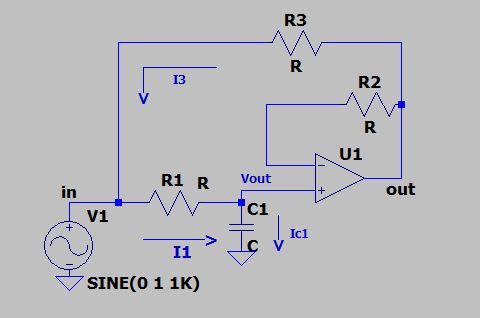 R3
R
I3
R2
R
U1
R1 R
Vout
in
out
V1
C1
I1
C
Ic1
SINE(0 1 1K)